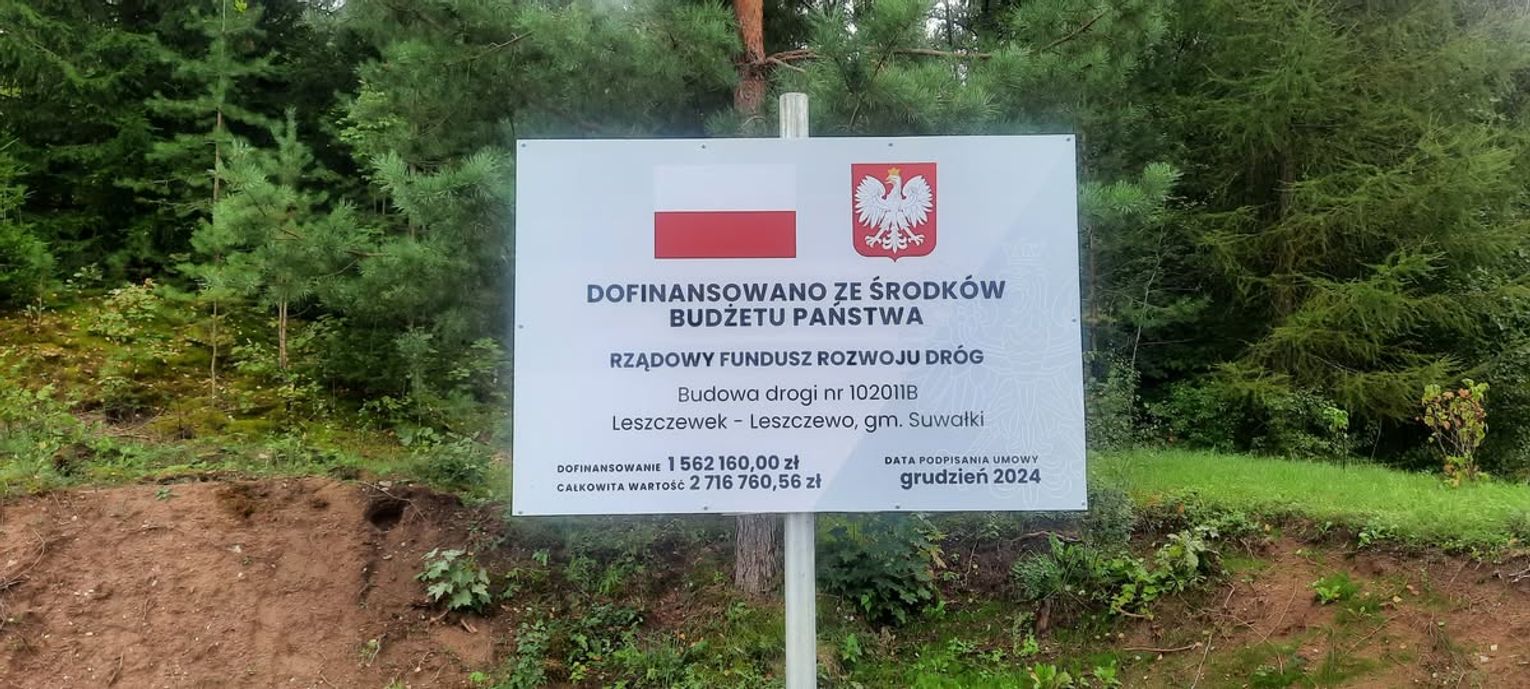 DOFINANSOWANO ZE ŚRODKÓW
BUDŻETU PAŃSTWA
RZĄDOWY FUNDUSZ ROZWOJU DRÓG
Budowa drogi nr 102011B
Leszczewek - Leszczewo, gm. Suwałki
DOFINANSOWANIE 1 562 160,00 zł
CAŁKOWITA WARTOŚĆ 2 716 760,56 zł
DATA PODPISANIA UMOWY
grudzień 2024